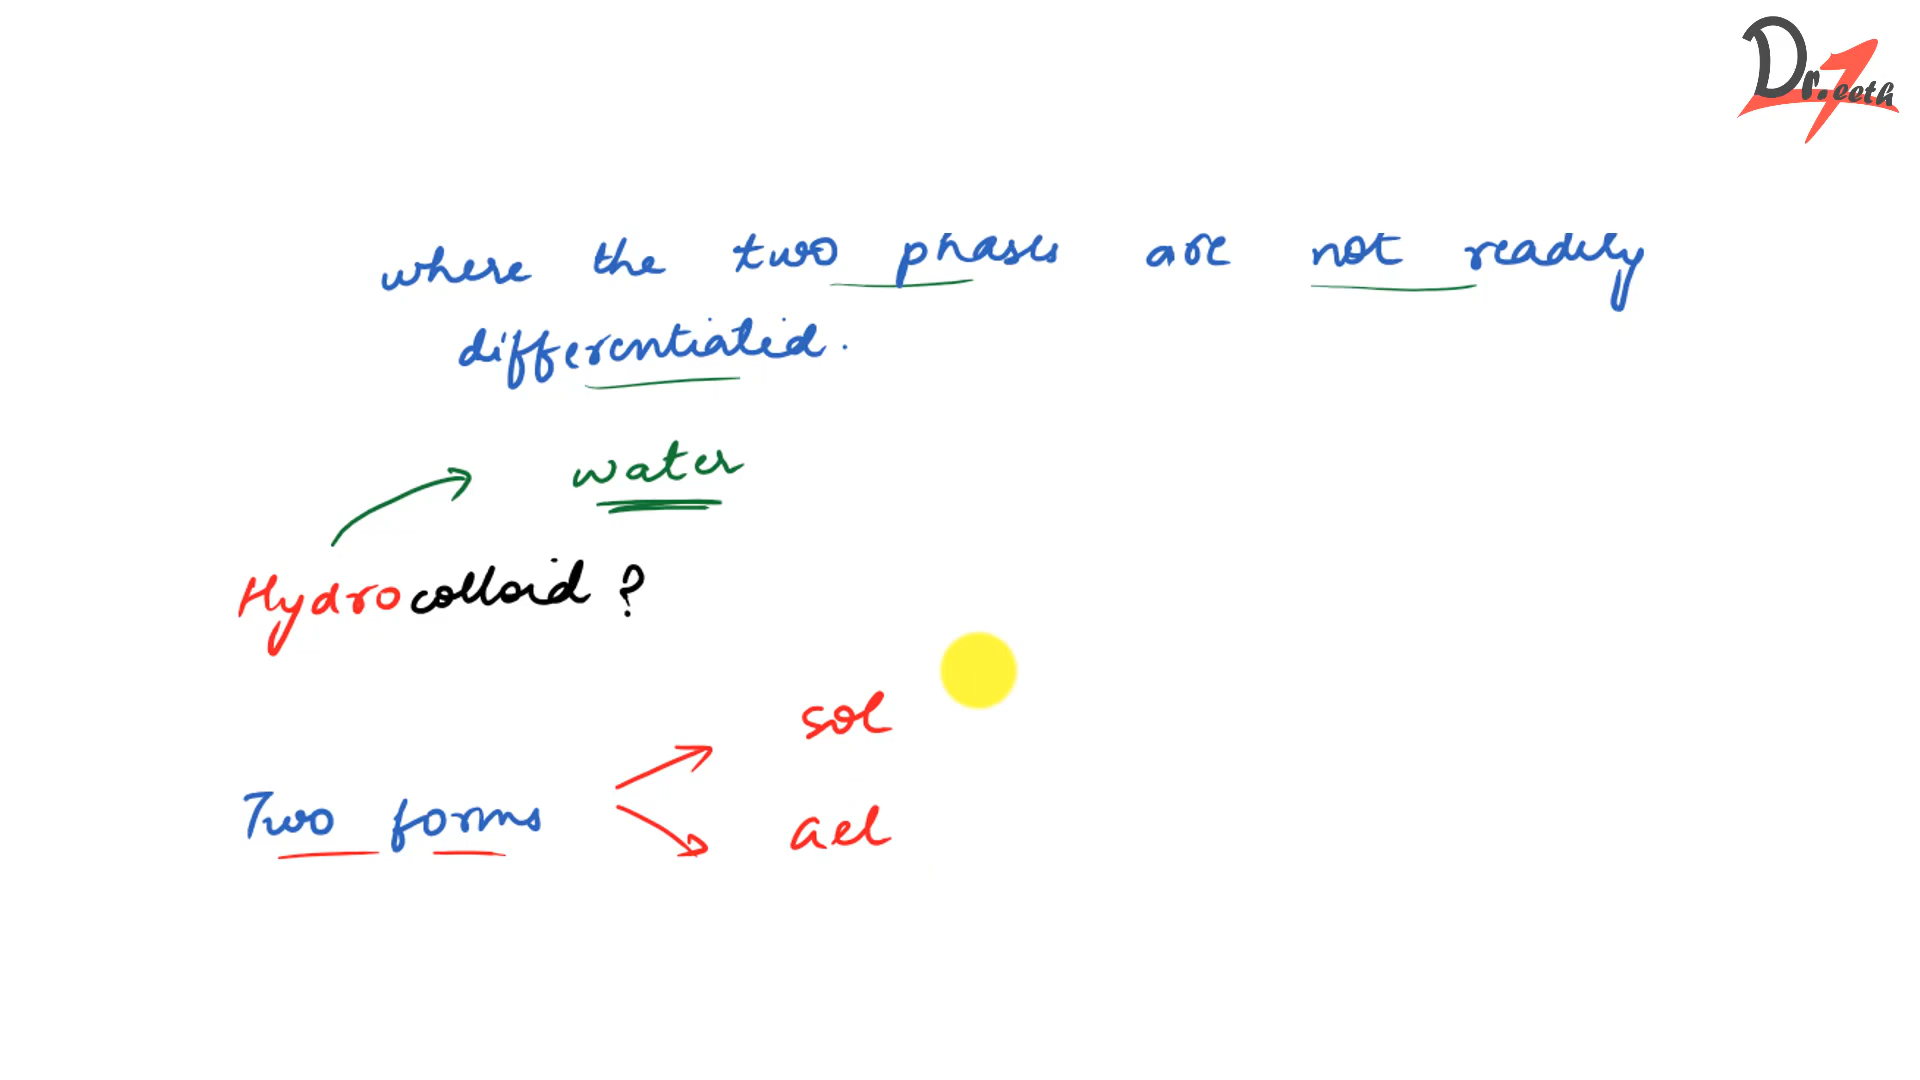 Dr.Teeth
where the two phases are not readily
differentiated.
water
Hydrocolloid ?
sol
Two forms
gel